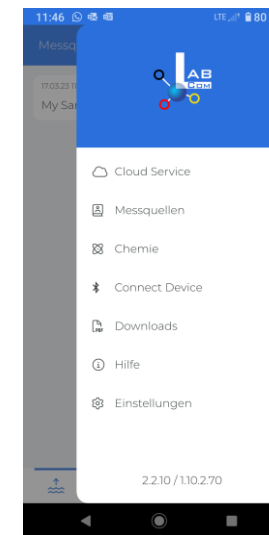 11:46 LTE 80
Messq
AB
COM
17.03.23 11
My Sa
Cloud Service
Messquellen
Chemie
Connect Device
Downloads
Hilfe
Einstellungen
2.2.10 / 1.10.2.70